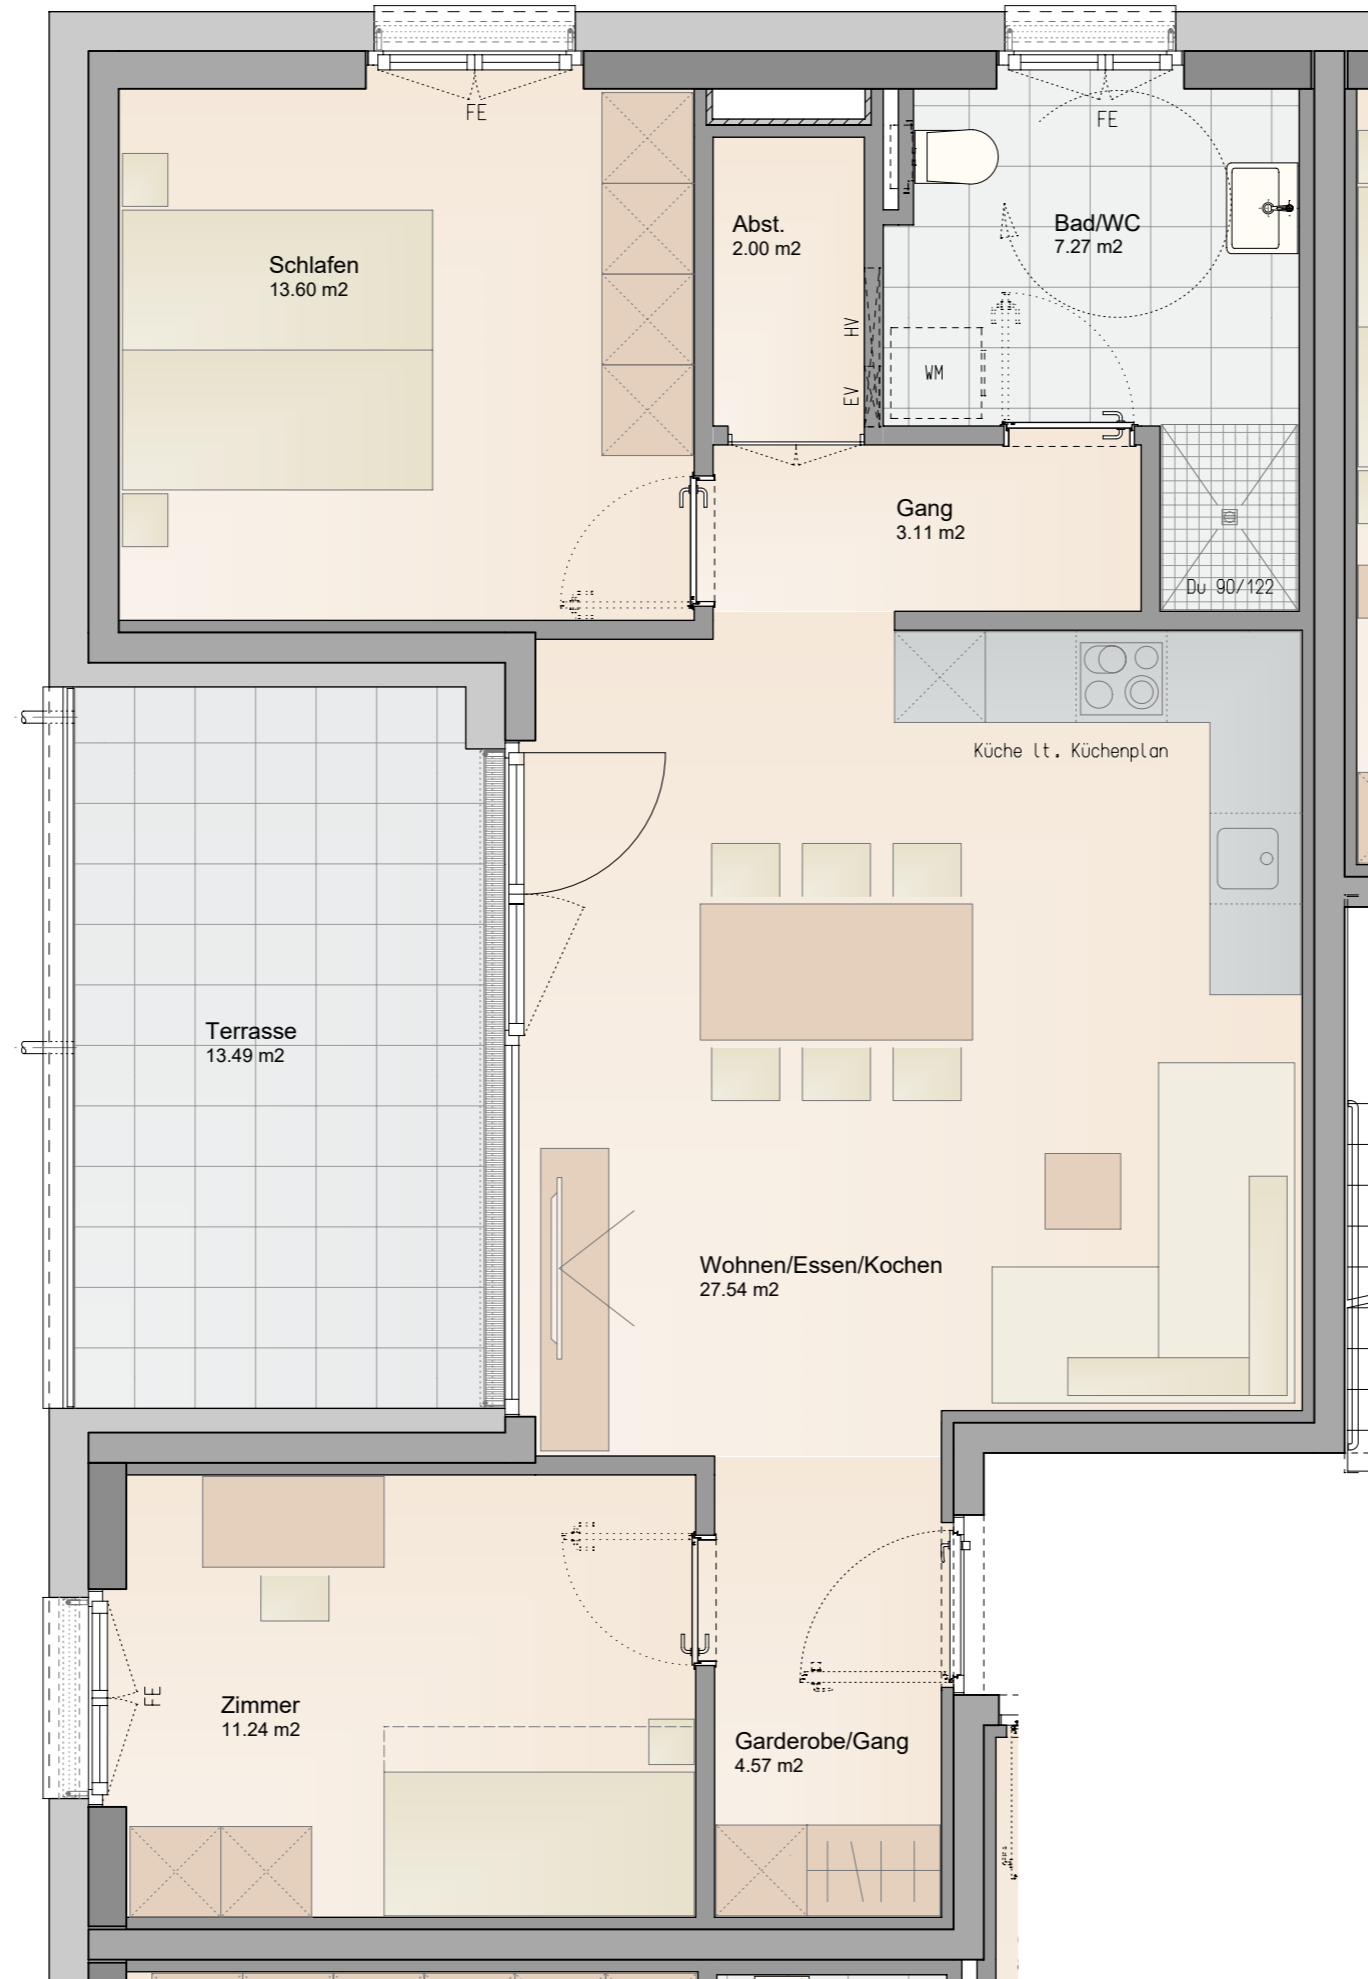 FE
FE
Schlafen
13.60 m2
Abst.
2.00 m2
Bad/WC
7.27 m2
HV
EV
WM
Gang
3.11 m2
Du 90/122
Küche lt. Küchenplan
Terrasse
13.49 m2
Wohnen/Essen/Kochen
27.54 m2
FE
Zimmer
11.24 m2
Garderobe/Gang
4.57 m2